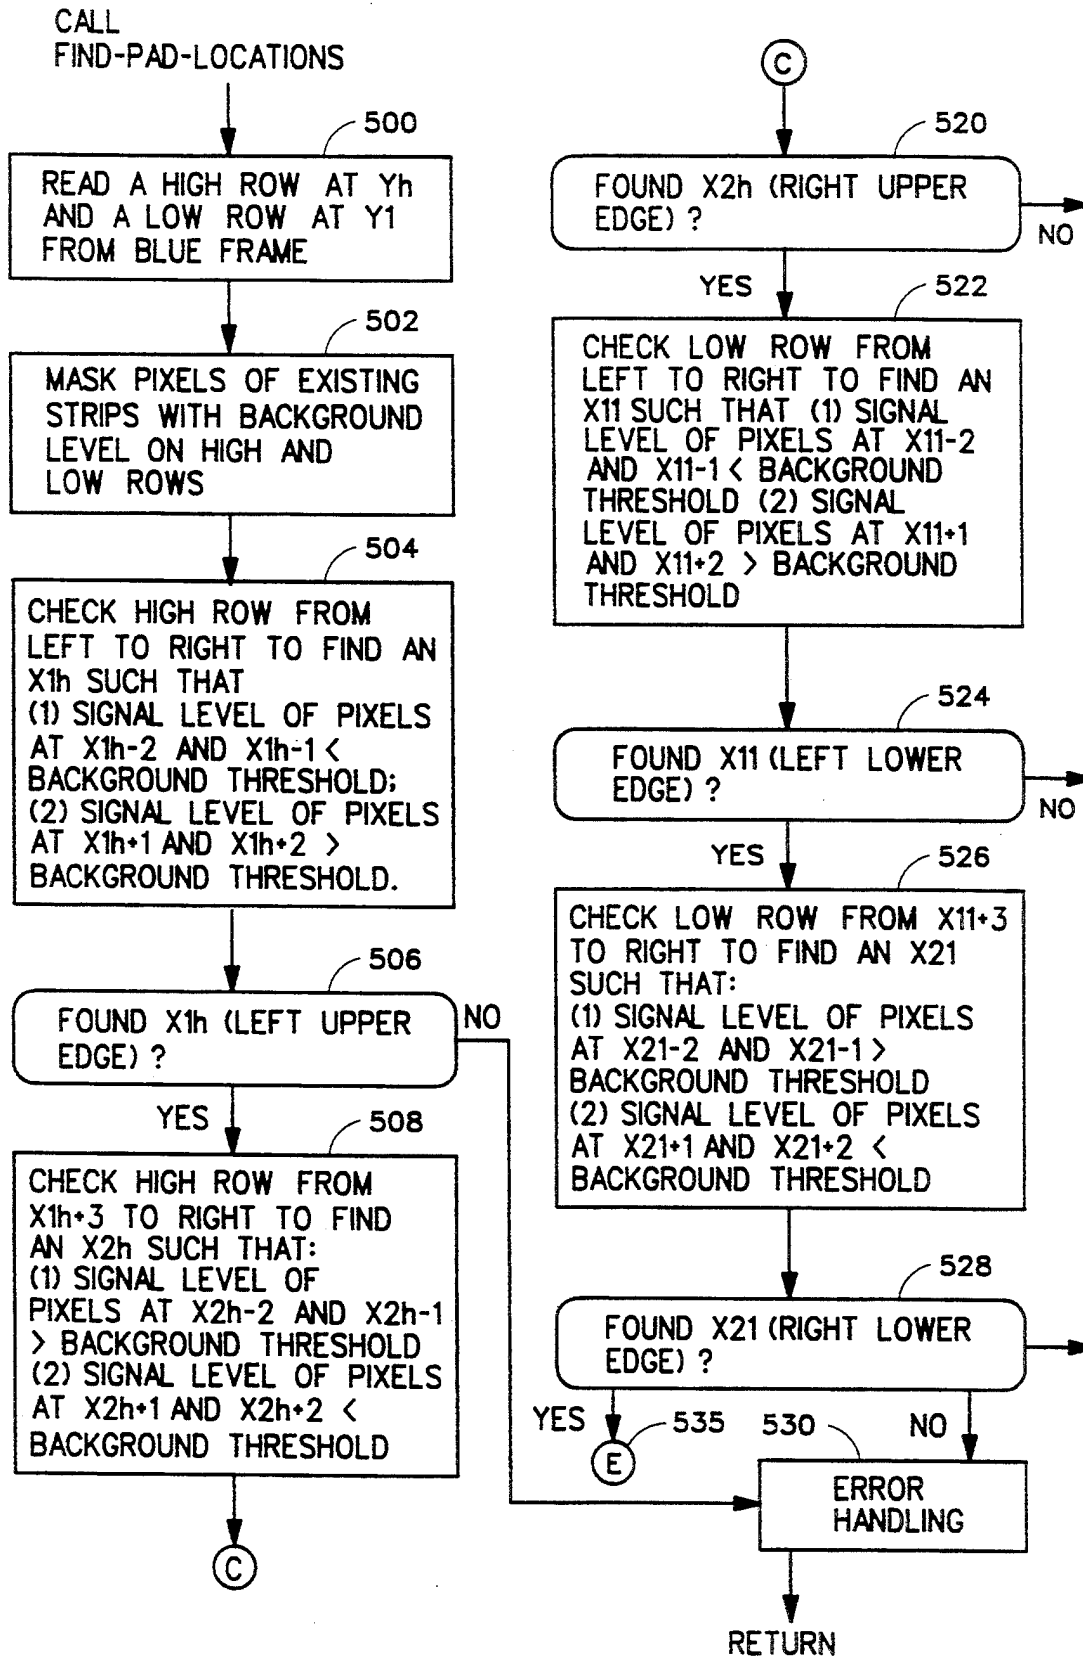 CALL
FIND-PAD-LOCATIONS
500
READ A HIGH ROW AT Yh
AND A LOW ROW AT Y1
FROM BLUE FRAME
502
MASK PIXELS OF EXISTING
STRIPS WITH BACKGROUND
LEVEL ON HIGH AND
LOW ROWS
504
CHECK HIGH ROW FROM
LEFT TO RIGHT TO FIND AN
X1h SUCH THAT
(1) SIGNAL LEVEL OF PIXELS
AT X1h-2 AND X1h-1 <
BACKGROUND THRESHOLD;
(2) SIGNAL LEVEL OF PIXELS
AT X1h+1 AND X1h+2 >
BACKGROUND THRESHOLD.
506
FOUND X1h (LEFT UPPER
EDGE) ?
NO
YES
508
CHECK HIGH ROW FROM
X1h+3 TO RIGHT TO FIND
AN X2h SUCH THAT:
(1) SIGNAL LEVEL OF
PIXELS AT X2h-2 AND X2h-1
> BACKGROUND THRESHOLD
(2) SIGNAL LEVEL OF PIXELS
AT X2h+1 AND X2h+2 <
BACKGROUND THRESHOLD
C
C
520
FOUND X2h (RIGHT UPPER
EDGE) ?
NO
YES
522
CHECK LOW ROW FROM
LEFT TO RIGHT TO FIND AN
X11 SUCH THAT (1) SIGNAL
LEVEL OF PIXELS AT X11-2
AND X11-1 < BACKGROUND
THRESHOLD (2) SIGNAL
LEVEL OF PIXELS AT X11+1
AND X11+2 > BACKGROUND
THRESHOLD
524
FOUND X11 (LEFT LOWER
EDGE) ?
NO
YES
526
CHECK LOW ROW FROM X11+3
TO RIGHT TO FIND AN X21
SUCH THAT:
(1) SIGNAL LEVEL OF PIXELS
AT X21-2 AND X21-1 >
BACKGROUND THRESHOLD
(2) SIGNAL LEVEL OF PIXELS
AT X21+1 AND X21+2 <
BACKGROUND THRESHOLD
528
FOUND X21 (RIGHT LOWER
EDGE) ?
YES
535
530
NO
E
ERROR
HANDLING
RETURN